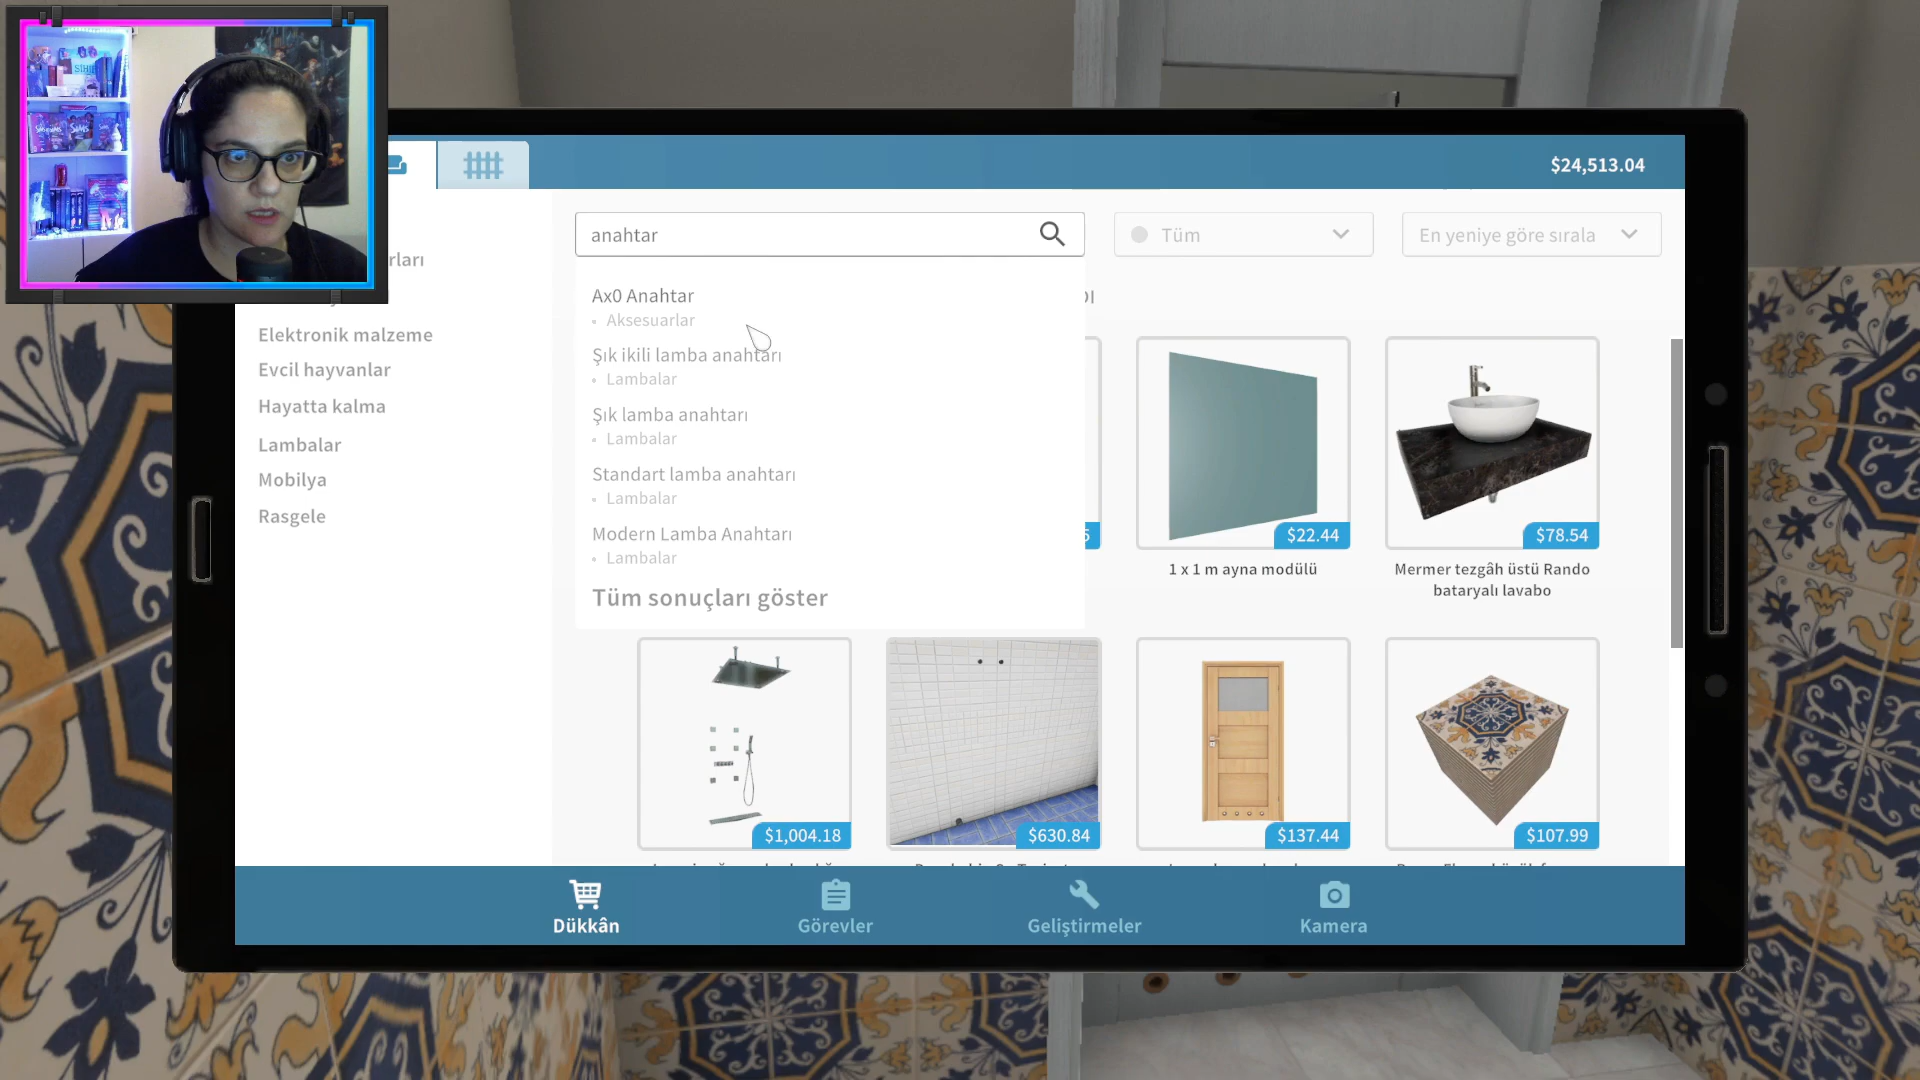 $24,513.04
anahtar
Tüm
En yeniye göre sırala
Ax0 Anahtar
Aksesuarlar
Şık ikili lamba anahtarı
Lambalar
Şık lamba anahtarı
Lambalar
Standart lamba anahtarı
Lambalar
Modern Lamba Anahtarı
Lambalar
Tüm sonuçları göster
Elektronik malzeme
Evcil hayvanlar
Hayatta kalma
Lambalar
Mobilya
Rasgele
$22.44
1 x 1 m ayna modülü
$78.54
Mermer tezgâh üstü Rando
bataryalı lavabo
$1,004.18
$630.84
$137.44
$107.99
Dükkân
Görevler
Geliştirmeler
Kamera